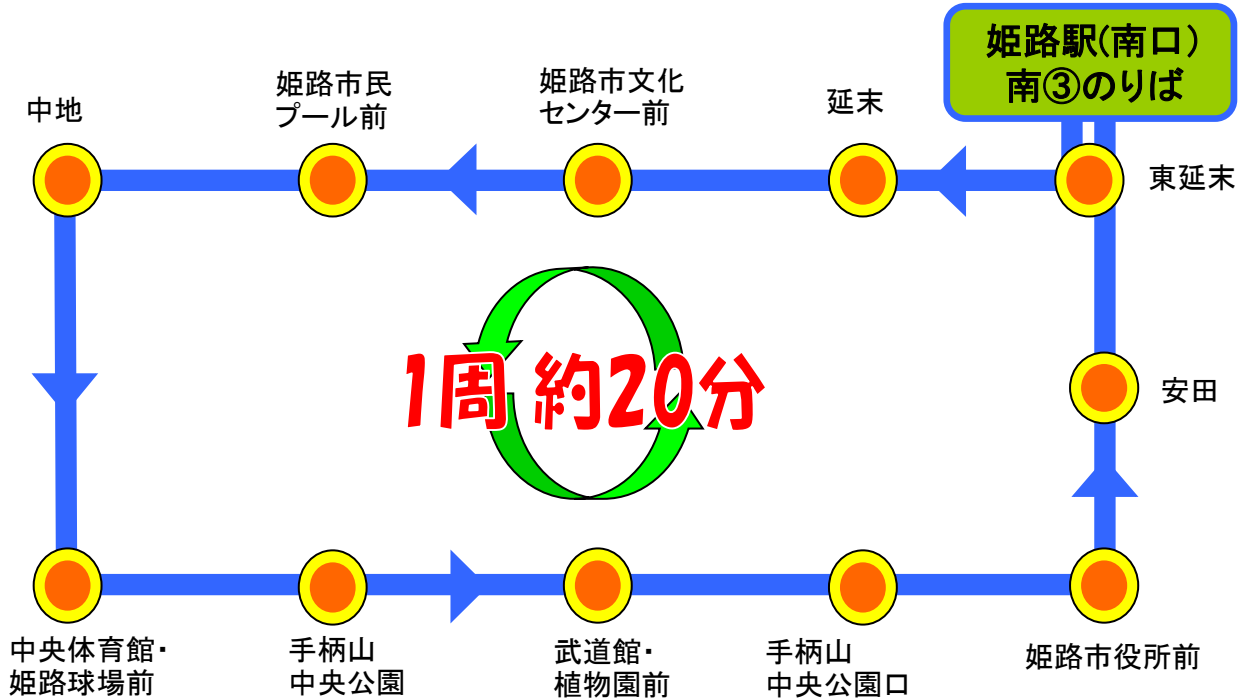 姫路駅(南口)
南③のりば
中地
姫路市民
プール前
姫路市文化
センター前
延末
東延末
1周 約20分
安田
中央体育館・
姫路球場前
手柄山
中央公園
武道館・
植物園前
手柄山
中央公園口
姫路市役所前